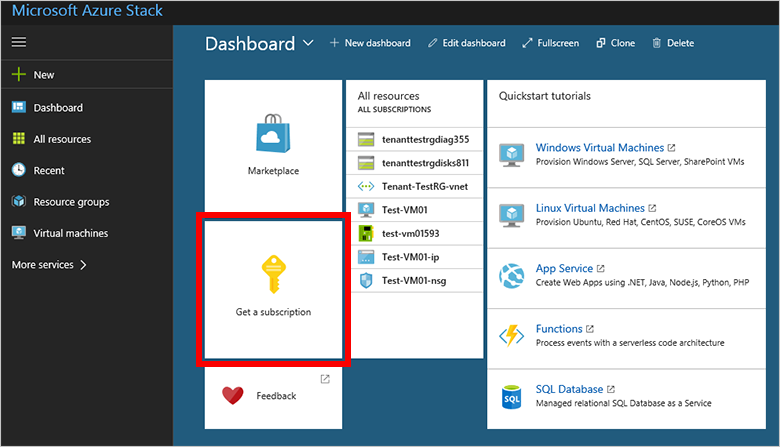 Microsoft Azure Stack
Dashboard
New dashboard
Edit dashboard
Fullscreen
Clone
Delete
New
Dashboard
All resources
Recent
Resource groups
Virtual machines
More services
Marketplace
Get a subscription
Feedback
All resources
ALL SUBSCRIPTIONS
tenanttestrgdiag355
tenanttestrgdisks811
Tenant-TestRG-vnet
Test-VM01
test-vm01593
Test-VM01-ip
Test-VM01-nsg
Quickstart tutorials
Windows Virtual Machines
Provision Windows Server, SQL Server, SharePoint VMs
Linux Virtual Machines
Provision Ubuntu, Red Hat, CentOS, SUSE, CoreOS VMs
App Service
Create Web Apps using .NET, Java, Node.js, Python, PHP
Functions
Process events with a serverless code architecture
SQL
SQL Database
Managed relational SQL Database as a Service